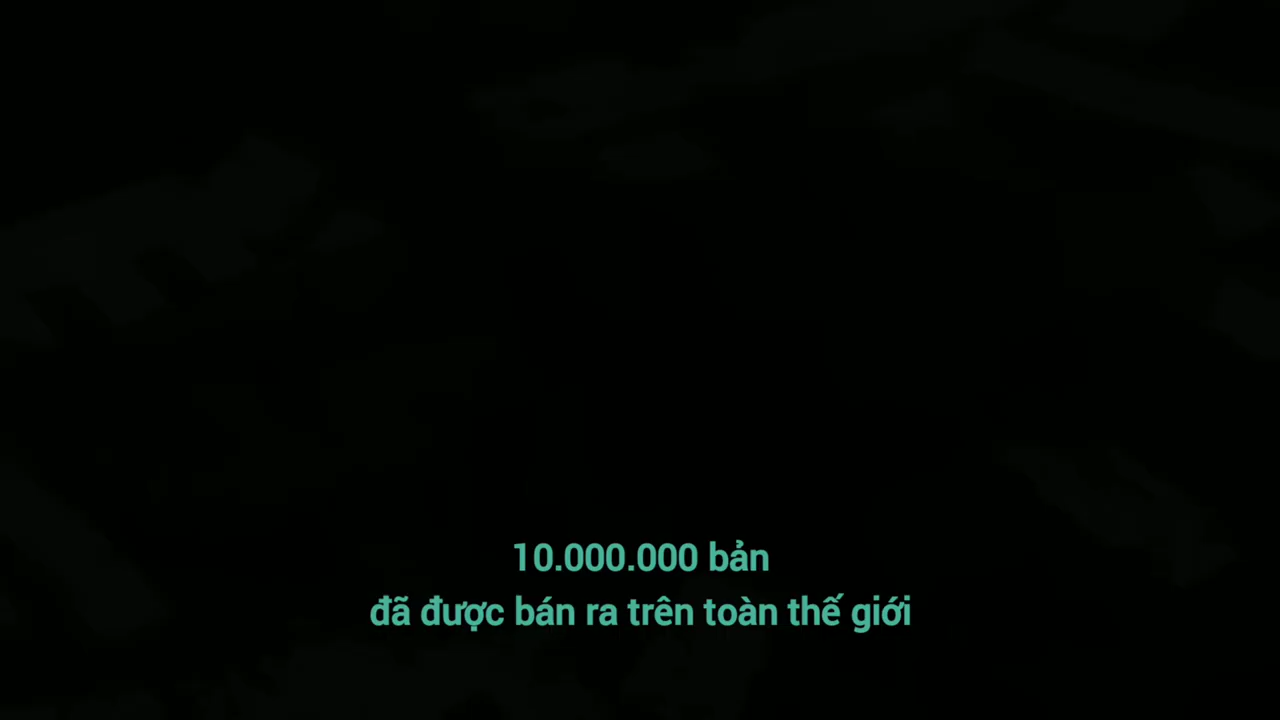 10.000.000 bản
đã được bán ra trên toàn thế giới